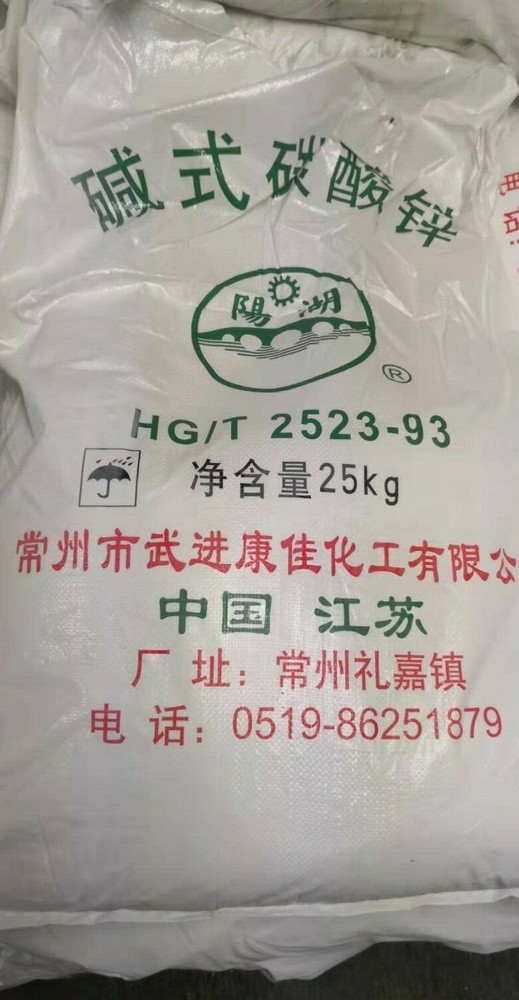 碱式碳酸锌
陽湖
®
HG/T 2523-93
净含量25kg
常州市武进康佳化工有限公
中国 江苏
厂 址：常州礼嘉镇
电 话：0519-86251879
电话：